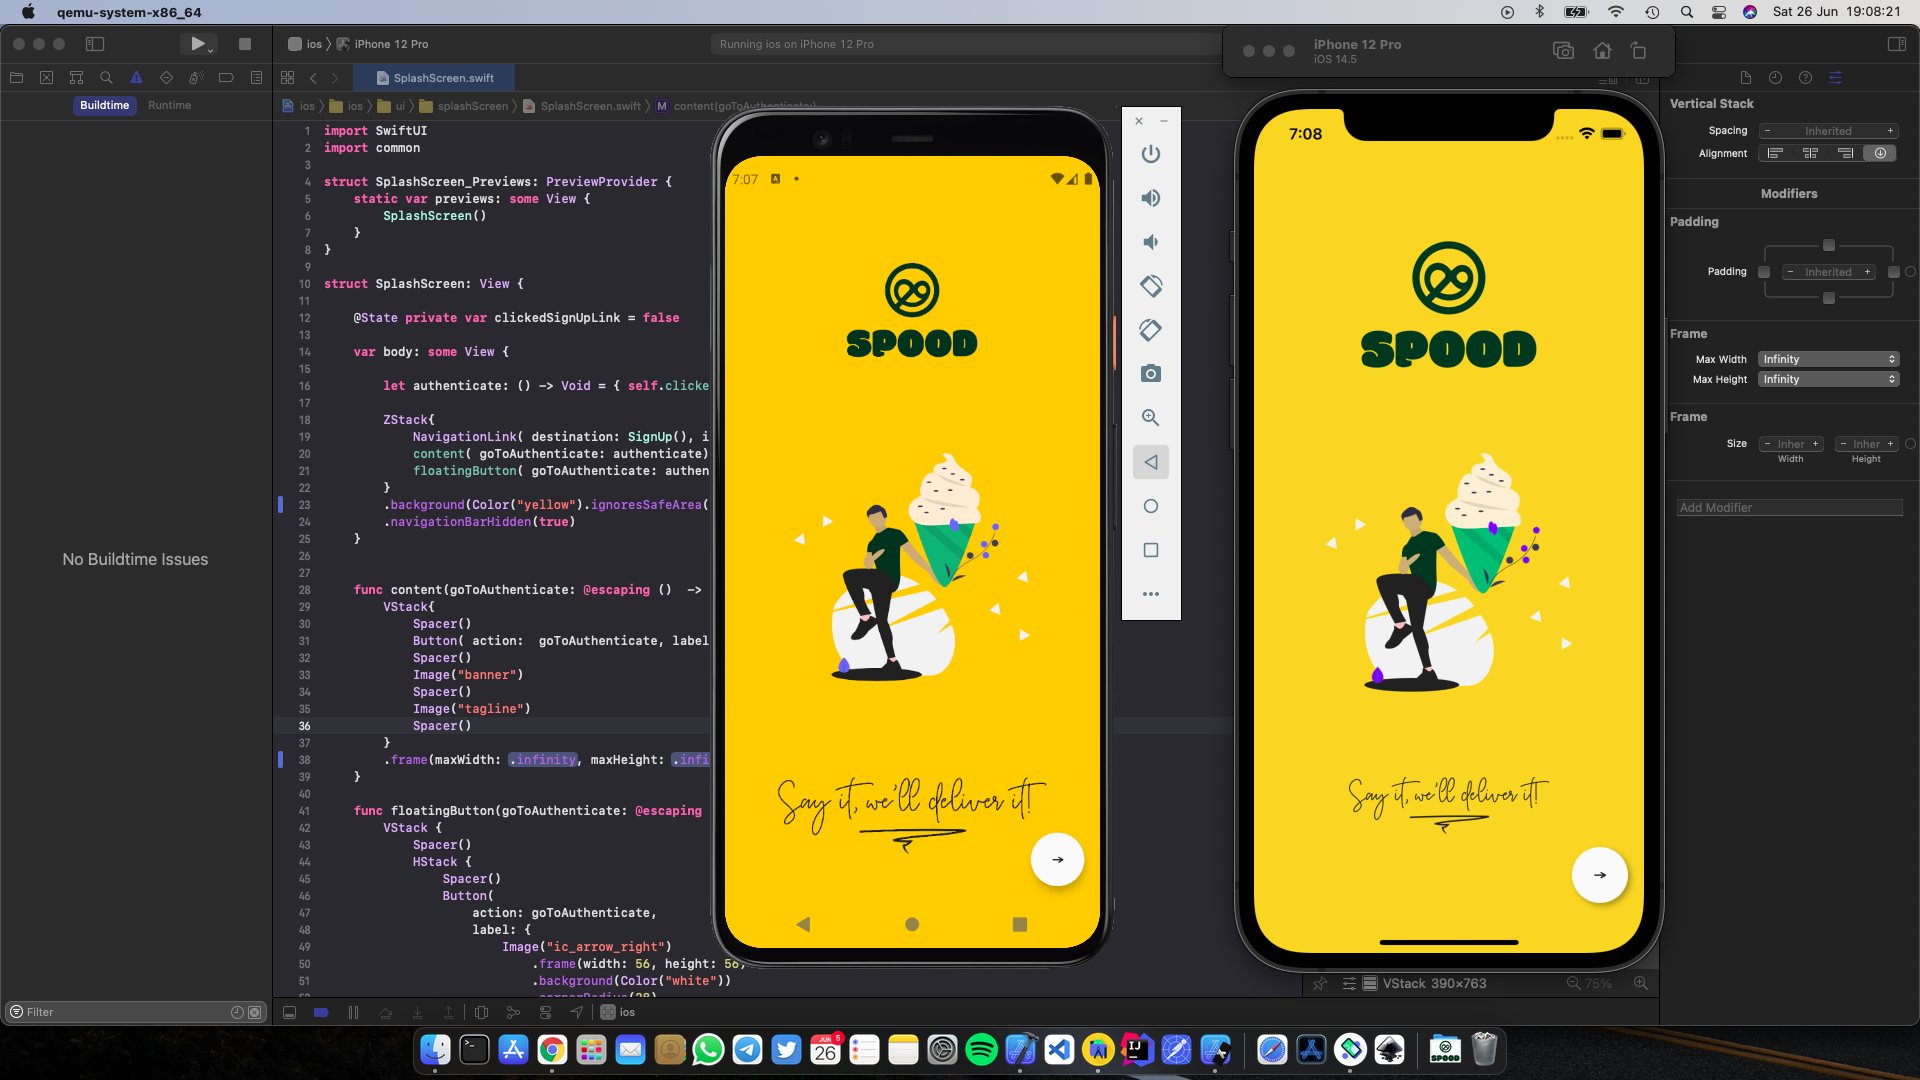 qemu-system-x86_64
Sat 26 Jun 19:08:21
ios
iPhone 12 Pro
Running ios on iPhone 12 Pro
iPhone 12 Pro
iOS 14.5
SplashScreen.swift
Buildtime
Runtime
ios
ios
ui
splashScreen
SplashScreen.swift
M content(goToAuthenticate:)
No Buildtime Issues
Filter
1 import SwiftUI
2 import common
3
4 struct SplashScreen_Previews: PreviewProvider {
5 static var previews: some View {
6 SplashScreen()
7 }
8 }
9
10 struct SplashScreen: View {
11
12 @State private var clickedSignUpLink = false
13
14 var body: some View {
15
16 let authenticate: () -> Void = { self.clicke
17
18 ZStack{
19 NavigationLink( destination: SignUp(), i
20 content( goToAuthenticate: authenticate)
21 floatingButton( goToAuthenticate: authen
22 }
23 .background(Color("yellow").ignoresSafeArea(
24 .navigationBarHidden(true)
25 }
26
27
28 func content(goToAuthenticate: @escaping () ->
29 VStack{
30 Spacer()
31 Button( action: goToAuthenticate, label
32 Spacer()
33 Image("banner")
34 Spacer()
35 Image("tagline")
36 Spacer()
37 }
38 .frame(maxWidth: .infinity, maxHeight: .infi
39 }
40
41 func floatingButton(goToAuthenticate: @escaping
42 VStack {
43 Spacer()
44 HStack {
45 Spacer()
46 Button(
47 action: goToAuthenticate,
48 label: {
49 Image("ic_arrow_right")
50 .frame(width: 56, height: 56,
51 .background(Color("white"))
ios
7:07
SPOOD
Say it, we'll deliver it!
7:08
SPOOD
Say it, we'll deliver it!
VStack 390×763
75%
Vertical Stack
Spacing
Inherited
Alignment
Modifiers
Padding
Padding
Inherited
Frame
Max Width
Infinity
Max Height
Infinity
Frame
Size
Inher
Inher
Width
Height
Add Modifier
JUN
26
5
IJ
SPOOD